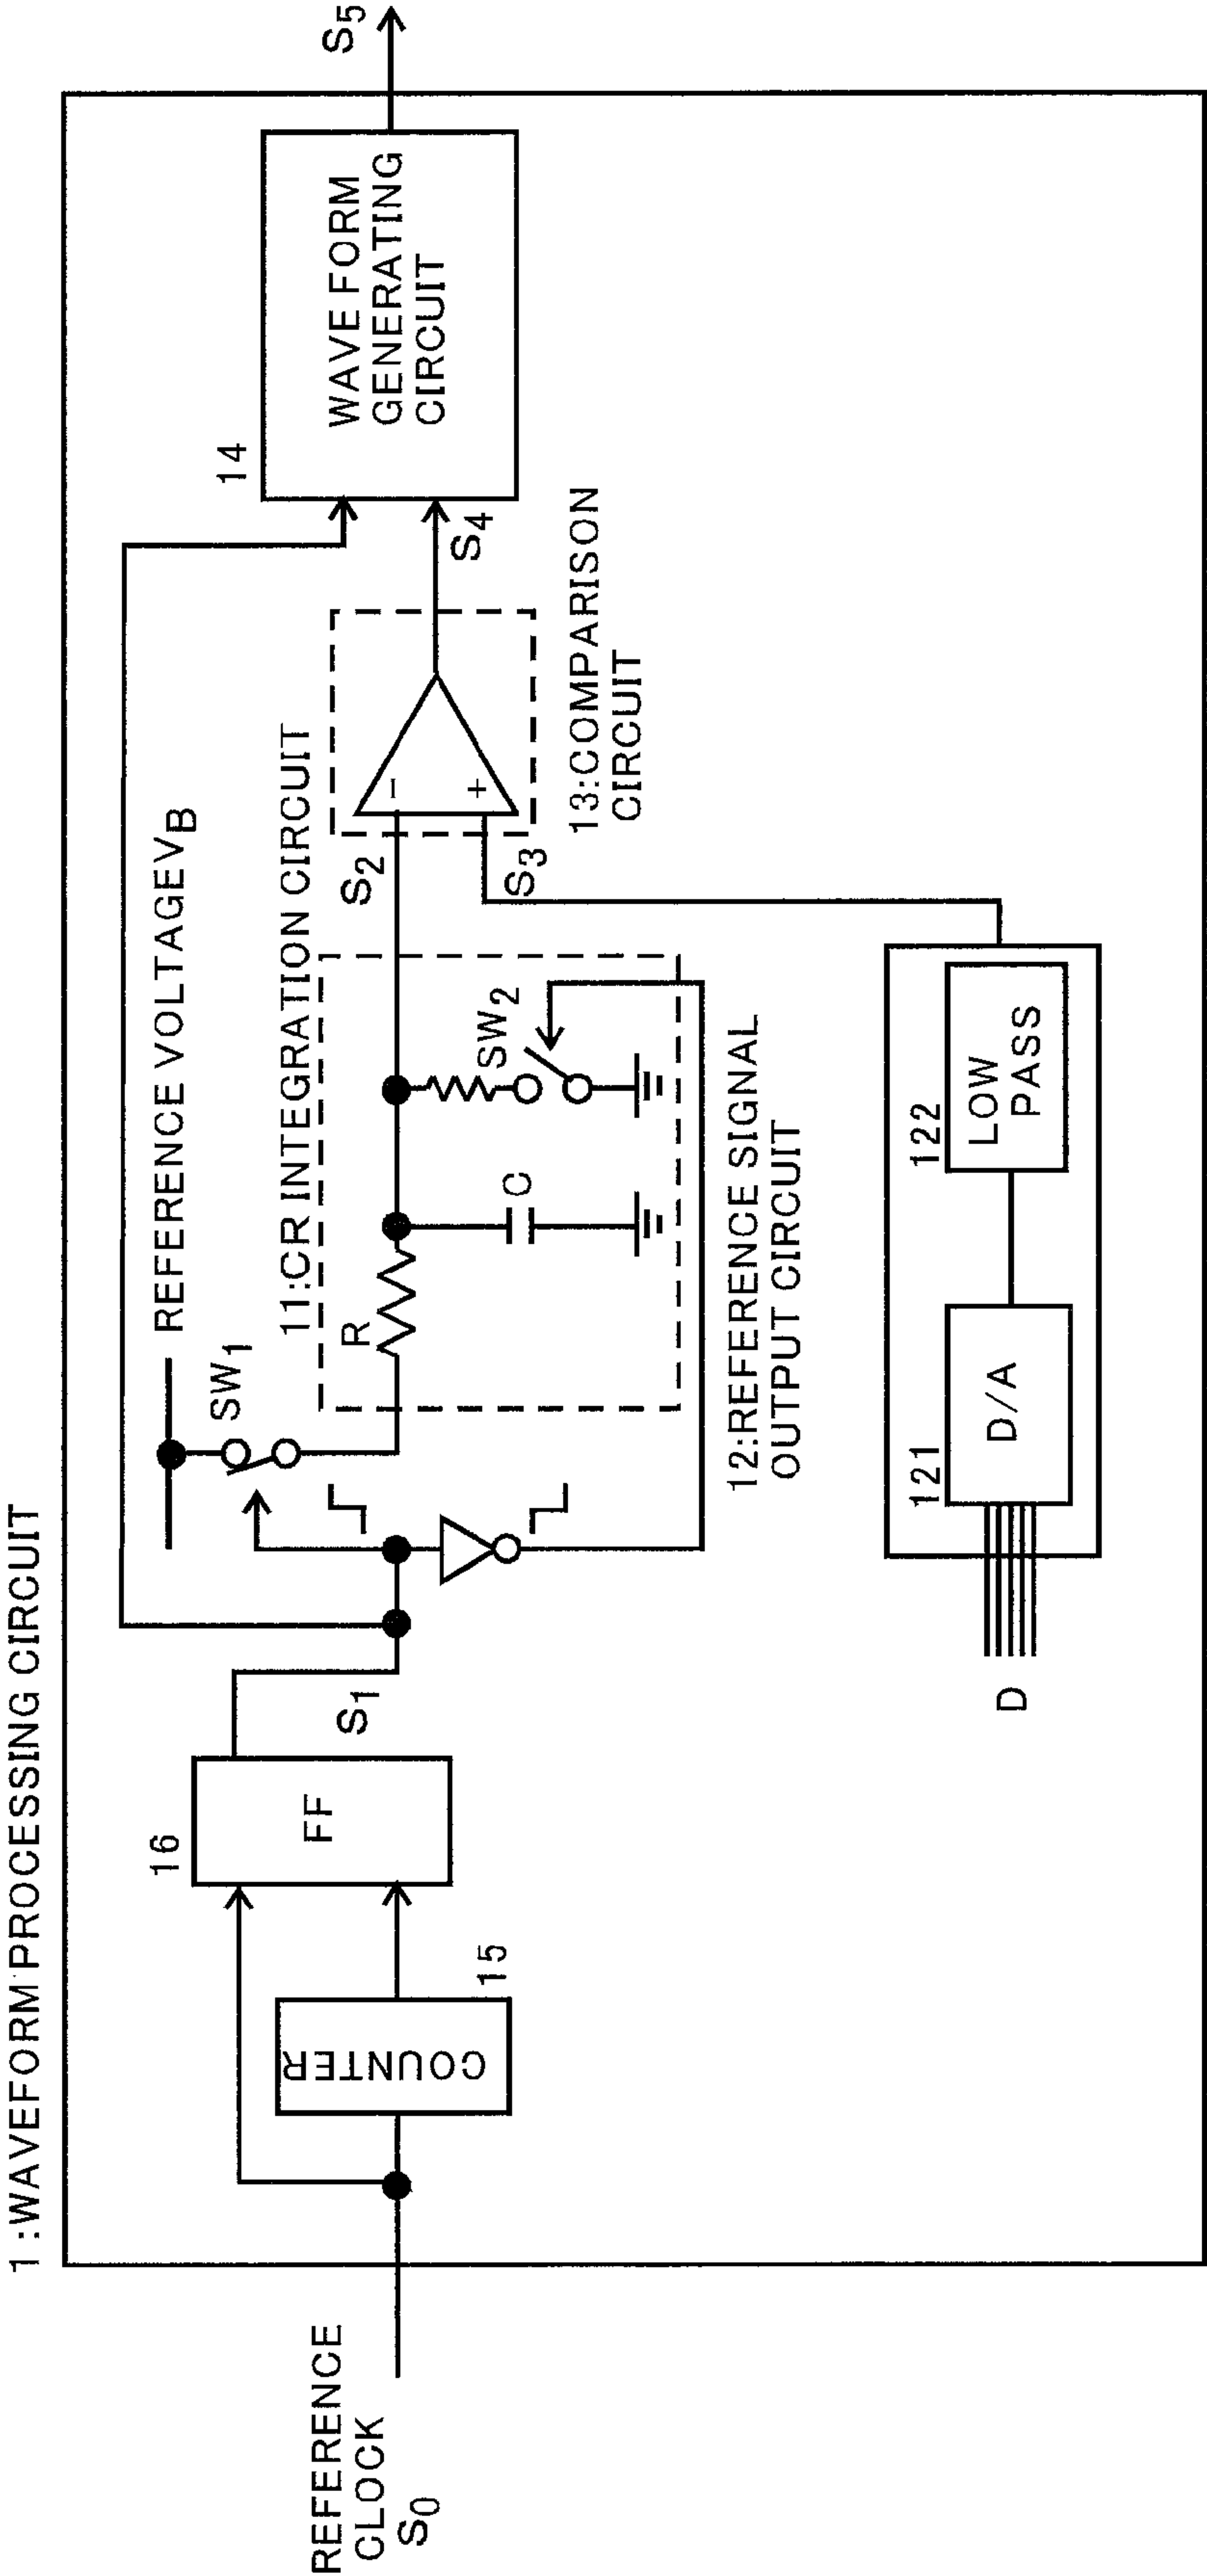 1:WAVEFORM PROCESSING CIRCUIT
REFERENCE
CLOCK
S0
COUNTER
15
16
FF
S1
REFERENCE VOLTAGEVB
SW1
11:CR INTEGRATION CIRCUIT
R
C
SW2
S2
S3
13:COMPARISON
CIRCUIT
−
+
S4
14
WAVE FORM
GENERATING
CIRCUIT
S5
12:REFERENCE SIGNAL
OUTPUT CIRCUIT
D
121
D/A
122
LOW
PASS